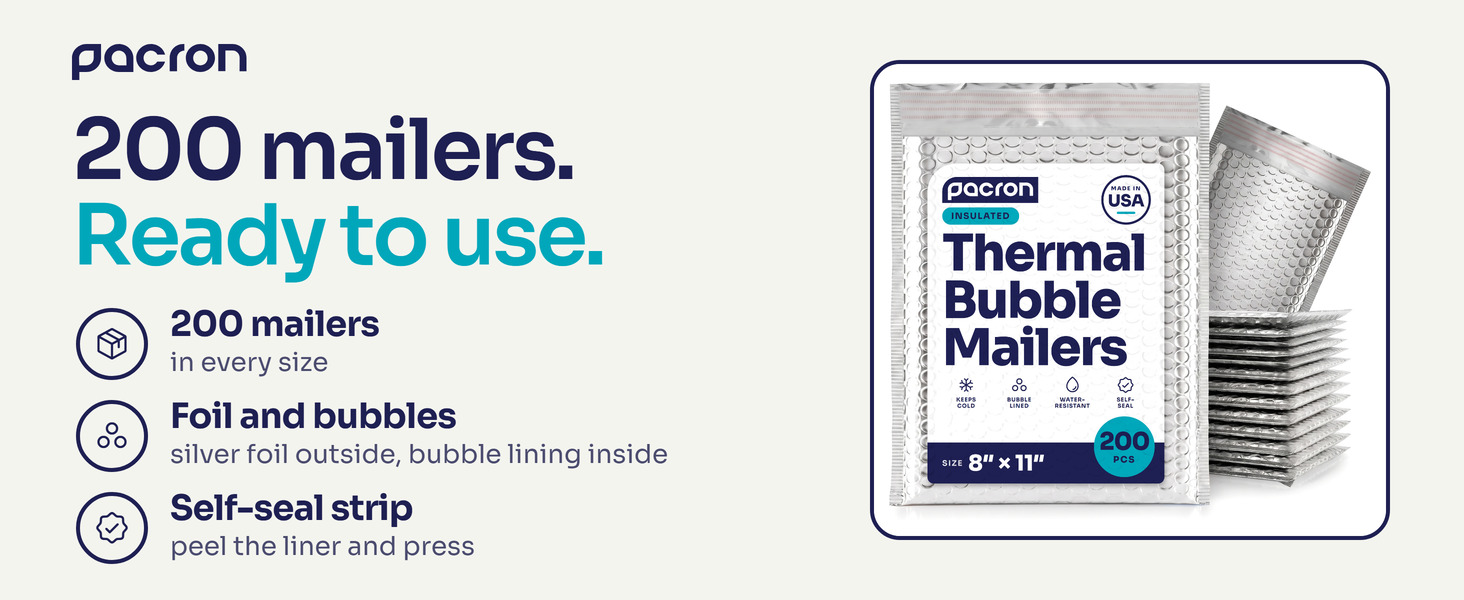 pacron
200 mailers.
Ready to use.
200 mailers
in every size
Foil and bubbles
silver foil outside, bubble lining inside
Self-seal strip
peel the liner and press
pacron
MADE IN
USA
INSULATED
Thermal
Bubble
Mailers
KEEPS
COLD
BUBBLE
LINED
WATER-
RESISTANT
SELF-
SEAL
200
PCS
SIZE 8" × 11"